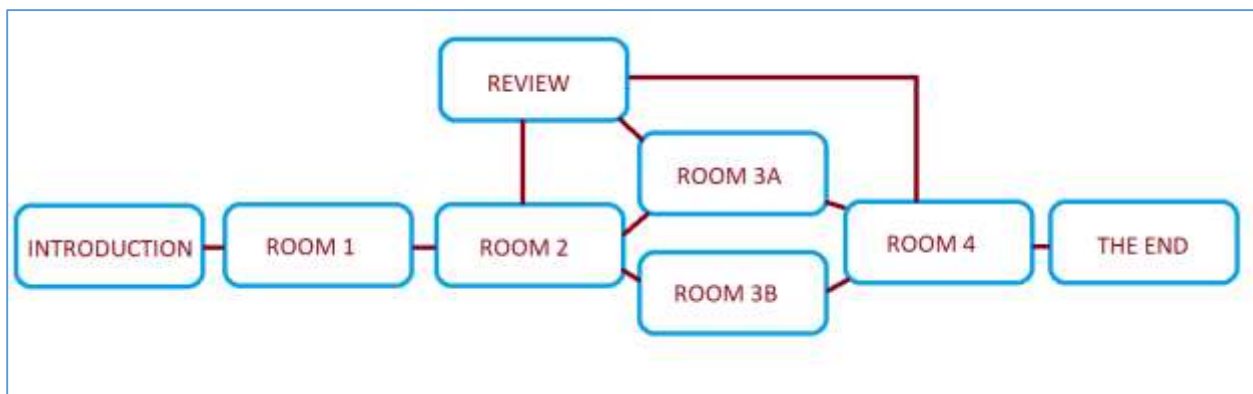 REVIEW
ROOM 3A
INTRODUCTION
ROOM 1
ROOM 2
ROOM 4
THE END
ROOM 3B